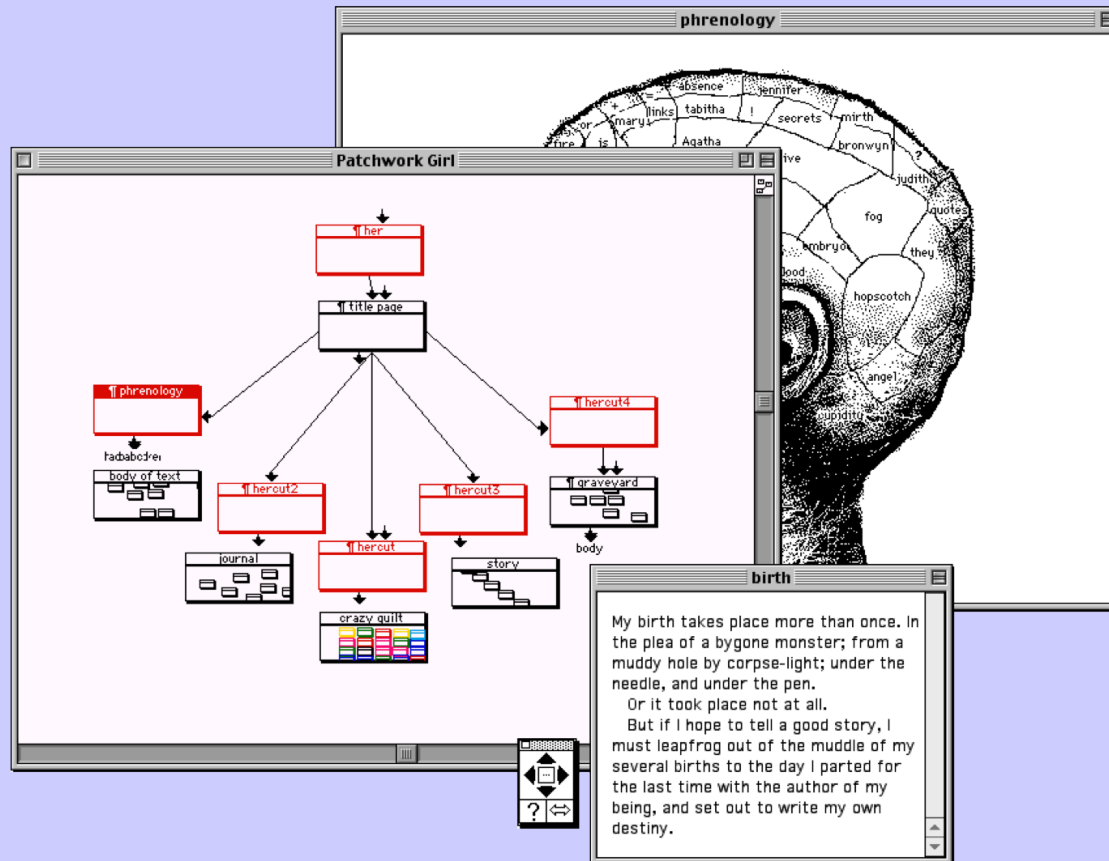 phrenology
absence
jennifer
+
=
links
tabitha
!
secrets
mirth
or
mary
fire
is
Agatha
bronwyn
?
ive
judith
quotes
fog
embryo
they
lood
hopscotch
angel
cupidity
Patchwork Girl
¶ her
¶ title page
¶ phrenology
¶ hercut4
body of text
¶ hercut2
¶ hercut3
¶ graveyard
journal
¶ hercut
story
body
crazy quilt
birth
My birth takes place more than once. In
the plea of a bygone monster; from a
muddy hole by corpse-light; under the
needle, and under the pen.
Or it took place not at all.
But if I hope to tell a good story, I
must leapfrog out of the muddle of my
several births to the day I parted for
the last time with the author of my
being, and set out to write my own
destiny.
?